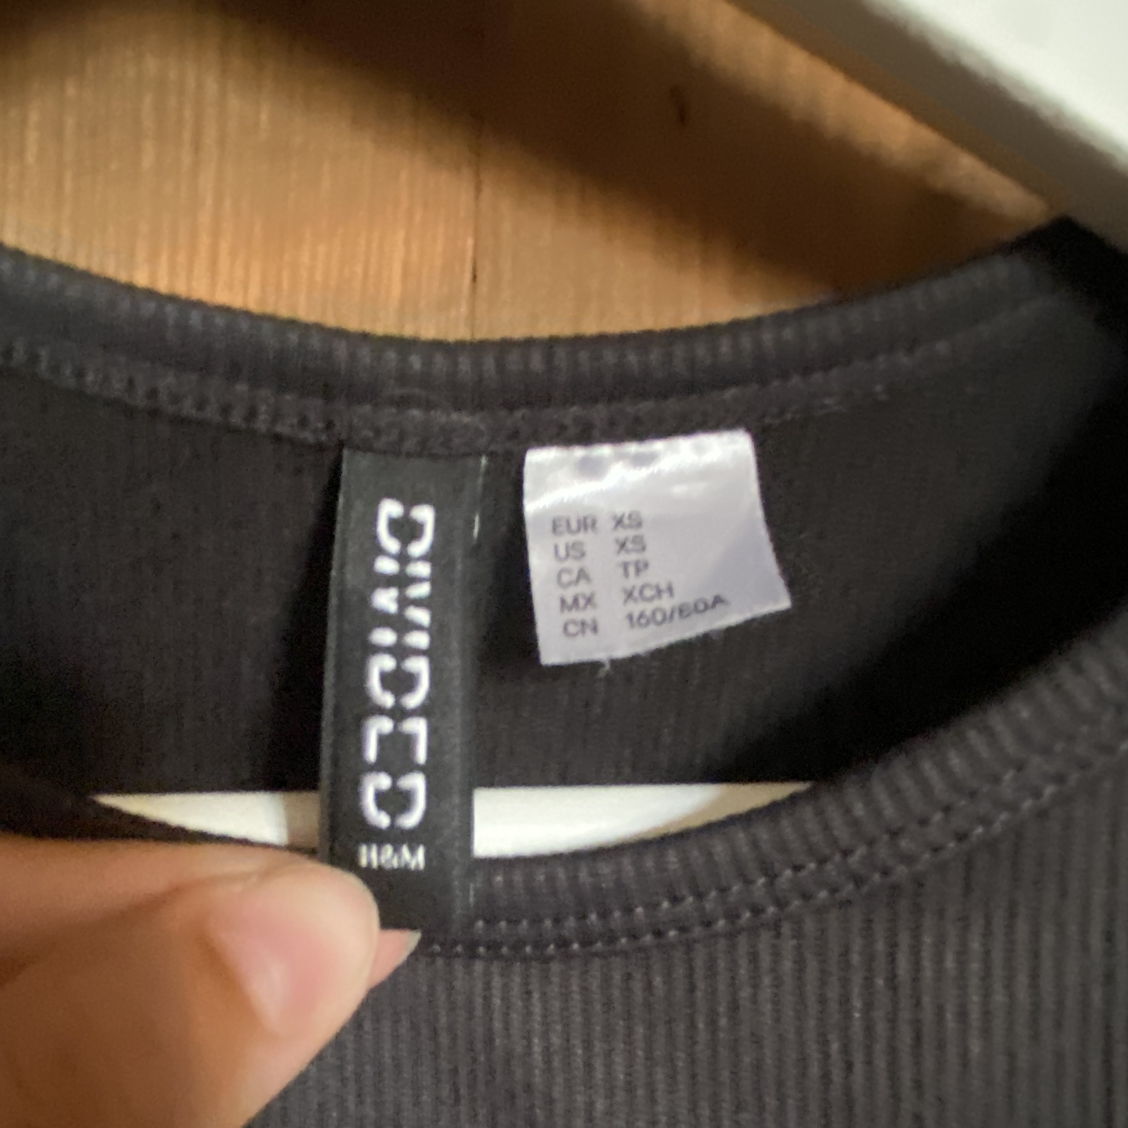 DIVIDED
H&M
EUR XS
US XS
CA TP
MX XCH
CN 160/80A